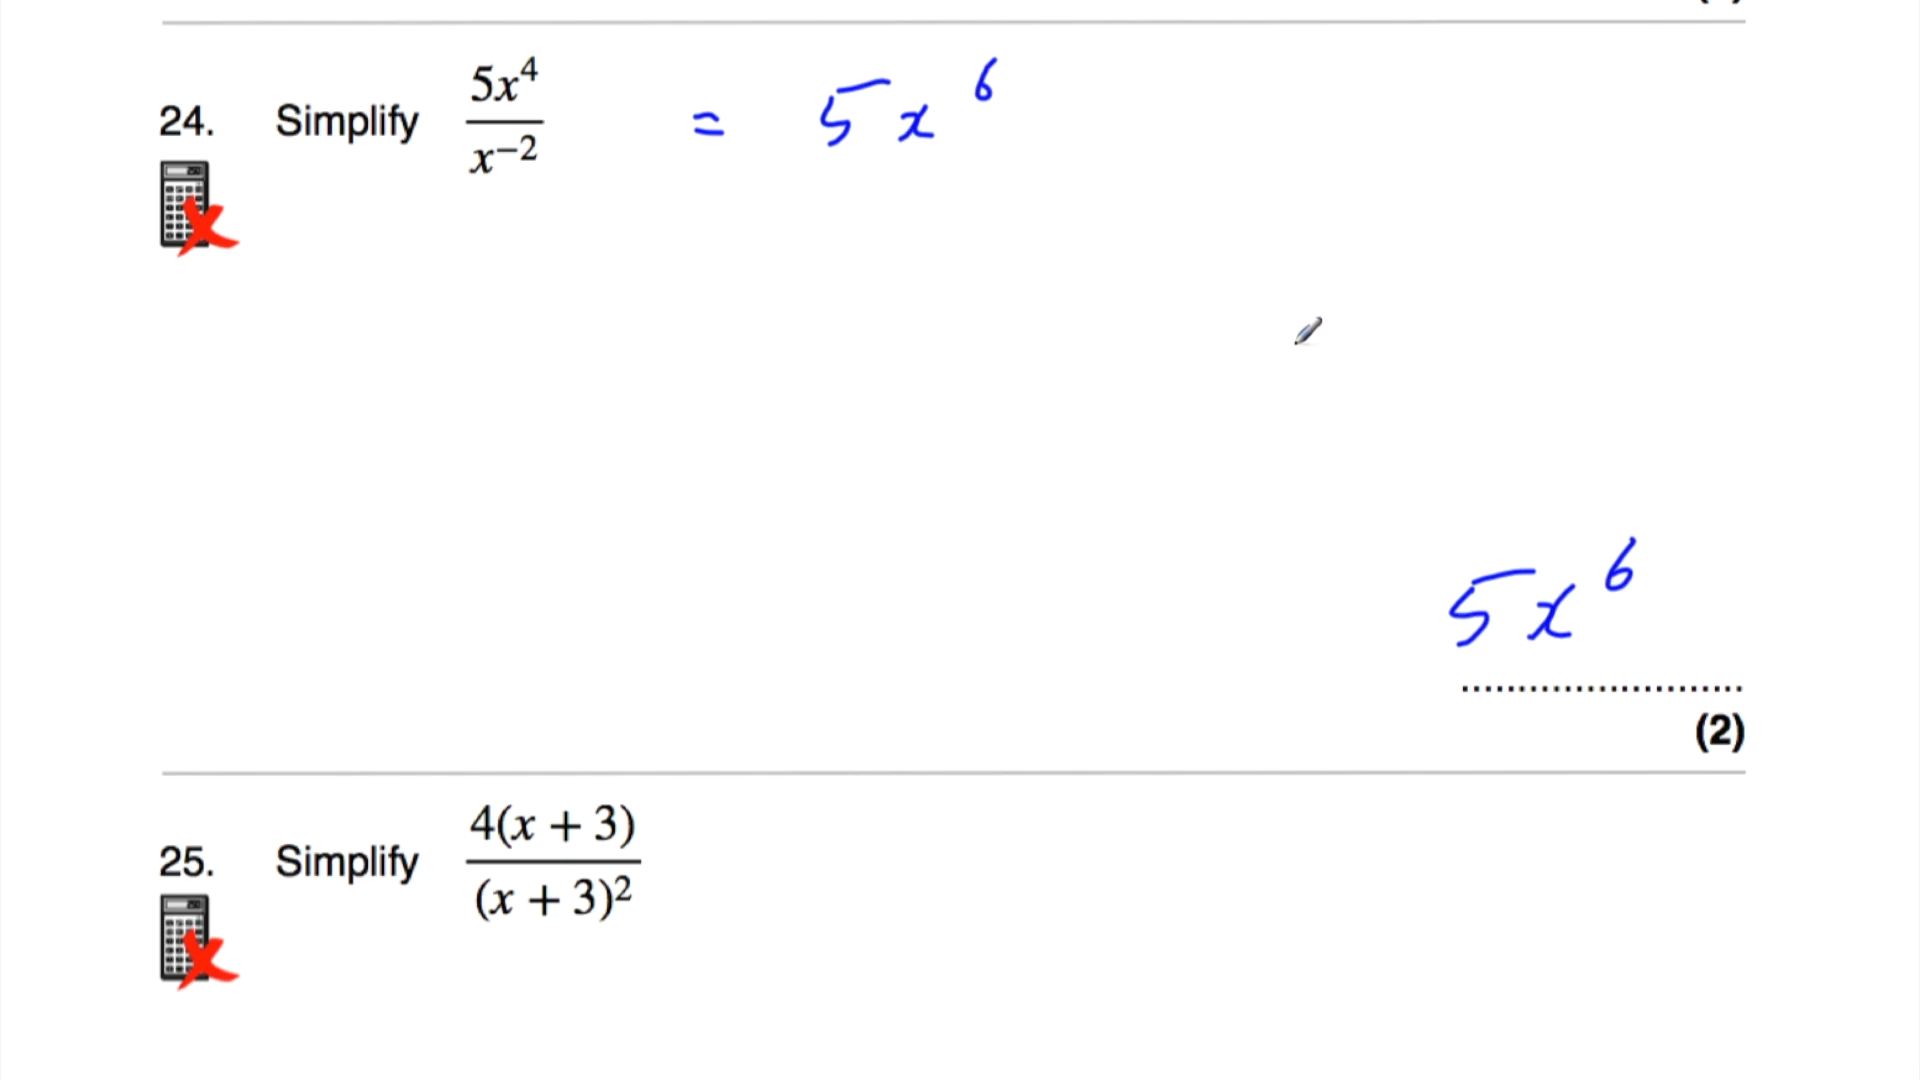 24. Simplify 5x⁴/x⁻² = 5x⁶
5x⁶
........................
(2)
25. Simplify 4(x + 3)/(x + 3)²